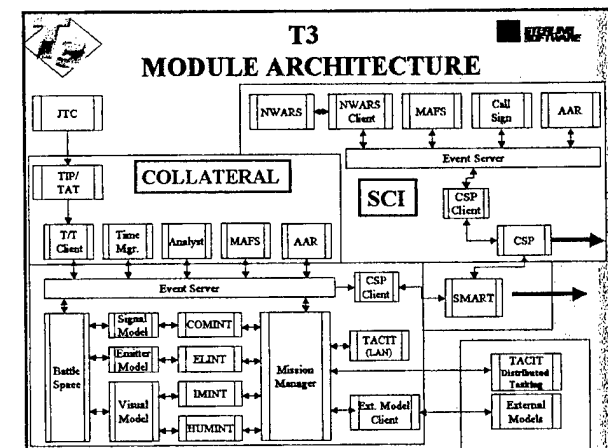 T3
MODULE ARCHITECTURE
STERLING
SOFTWARE
JTC
NWARS
NWARS
Client
MAFS
Call
Sign
AAR
Event Server
TIP/
TAT
COLLATERAL
SCI
CSP
Client
CSP
T/T
Client
Time
Mgr.
Analyst
MAFS
AAR
Event Server
CSP
Client
SMART
Battle
Space
Signal
Model
COMINT
Mission
Manager
Emitter
Model
ELINT
TACIT
(LAN)
TACIT
Distributed
Tasking
Visual
Model
IMINT
HUMINT
Ext. Model
Client
External
Models